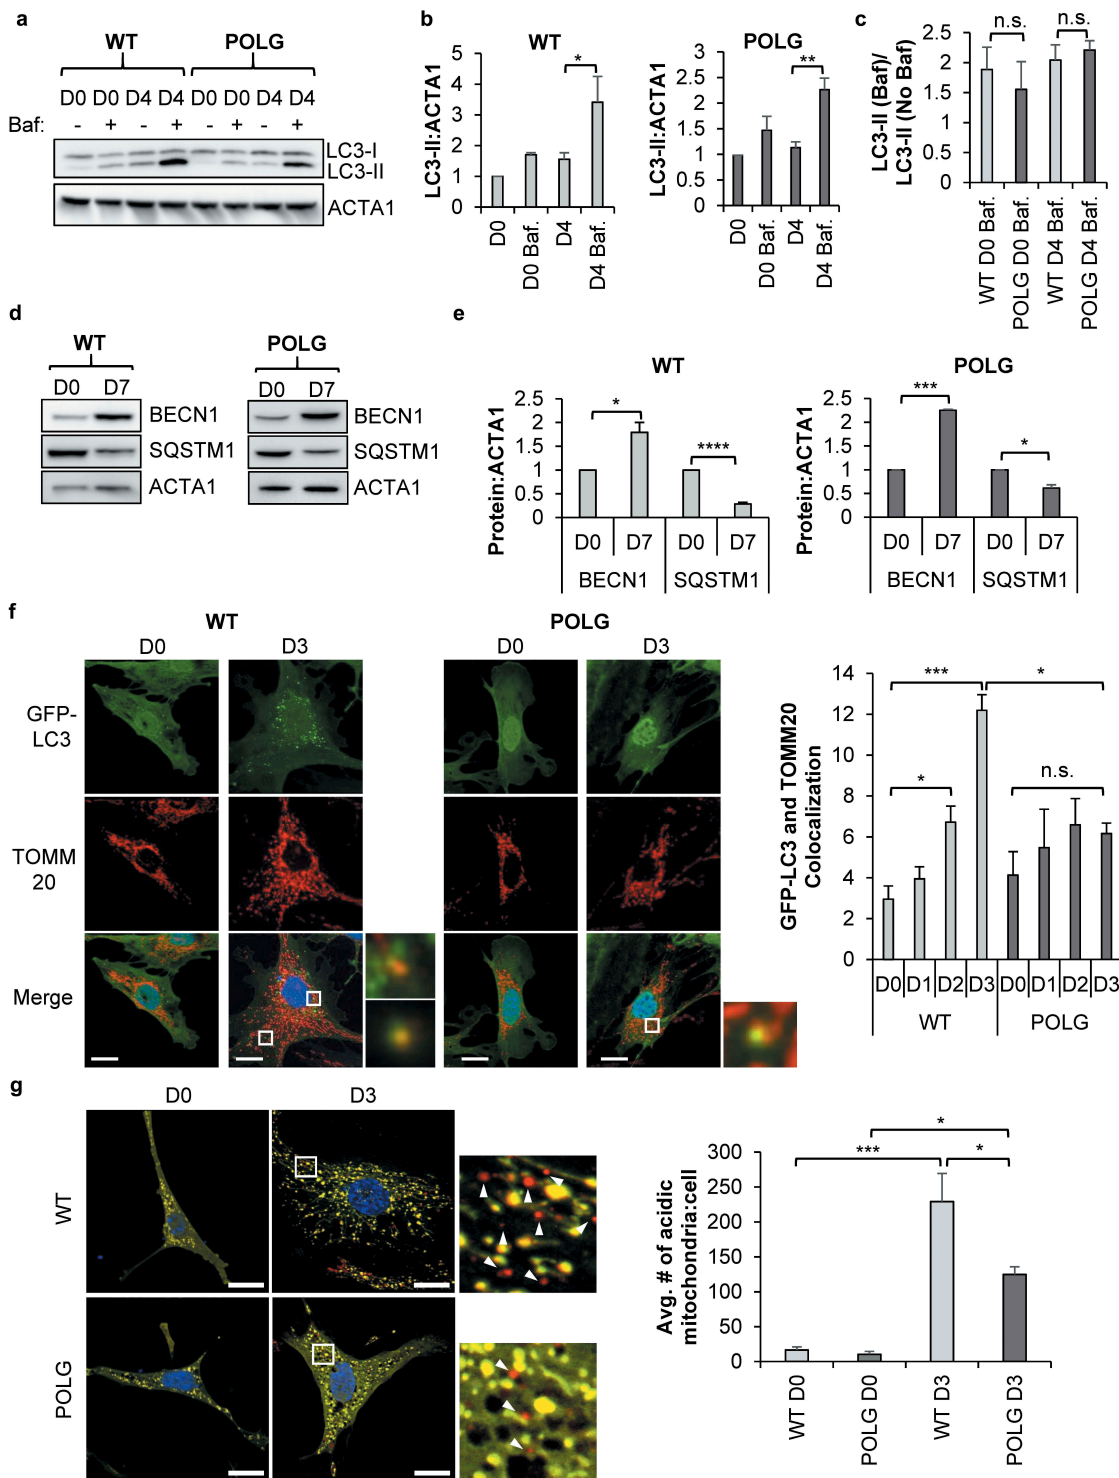 a
WT POLG
D0 D0 D4 D4 D0 D0 D4 D4
Baf: - + - + - + - +
LC3-I
LC3-II
ACTA1
b
WT
LC3-II:ACTA1
5
4
3
2
1
0
*
D0 D0 Baf. D4 D4 Baf.
POLG
LC3-II:ACTA1
3
2.5
2
1.5
1
0.5
0
**
D0 D0 Baf. D4 D4 Baf.
c
LC3-II (Baf)/
LC3-II (No Baf)
2.5
2
1.5
1
0.5
0
n.s. n.s.
WT D0 Baf. POLG D0 Baf. WT D4 Baf. POLG D4 Baf.
d
WT
D0 D7
BECN1
SQSTM1
ACTA1
POLG
D0 D7
BECN1
SQSTM1
ACTA1
e
WT
Protein:ACTA1
2.5
2
1.5
1
0.5
0
* ****
D0 D7 D0 D7
BECN1 SQSTM1
POLG
Protein:ACTA1
2.5
2
1.5
1
0.5
0
*** *
D0 D7 D0 D7
BECN1 SQSTM1
f
WT POLG
D0 D3 D0 D3
GFP-
LC3
TOMM
20
Merge
GFP-LC3 and TOMM20
Colocalization
14
12
10
8
6
4
2
0
*** *
* n.s.
D0 D1 D2 D3 D0 D1 D2 D3
WT POLG
g
D0 D3
WT
POLG
Avg. # of acidic
mitochondria:cell
300
250
200
150
100
50
0
*
*** *
WT D0 POLG D0 WT D3 POLG D3